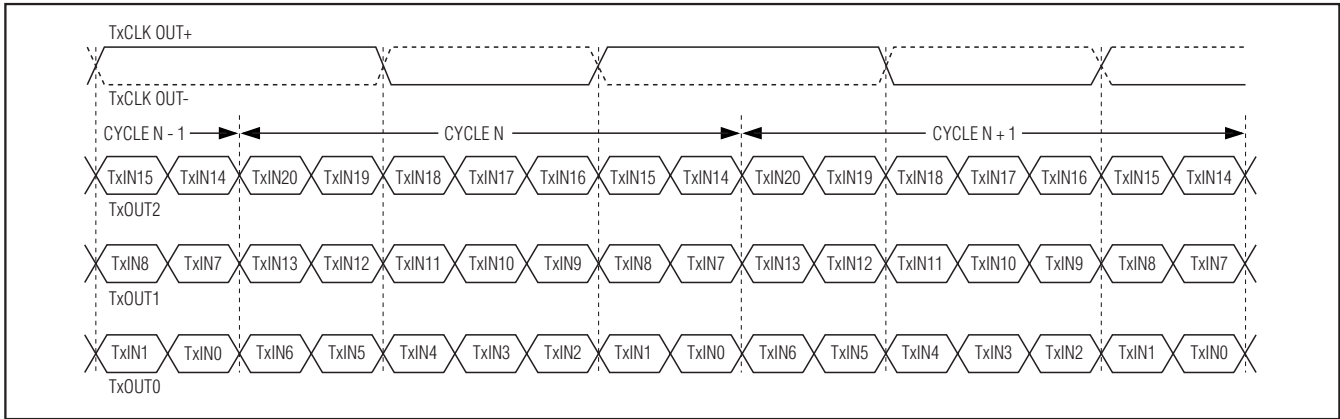 TxCLK OUT+
TxCLK OUT-
CYCLE N - 1 CYCLE N CYCLE N + 1
TxIN15 TxIN14 TxIN20 TxIN19 TxIN18 TxIN17 TxIN16 TxIN15 TxIN14 TxIN20 TxIN19 TxIN18 TxIN17 TxIN16 TxIN15 TxIN14
TxOUT2
TxIN8 TxIN7 TxIN13 TxIN12 TxIN11 TxIN10 TxIN9 TxIN8 TxIN7 TxIN13 TxIN12 TxIN11 TxIN10 TxIN9 TxIN8 TxIN7
TxOUT1
TxIN1 TxIN0 TxIN6 TxIN5 TxIN4 TxIN3 TxIN2 TxIN1 TxIN0 TxIN6 TxIN5 TxIN4 TxIN3 TxIN2 TxIN1 TxIN0
TxOUT0